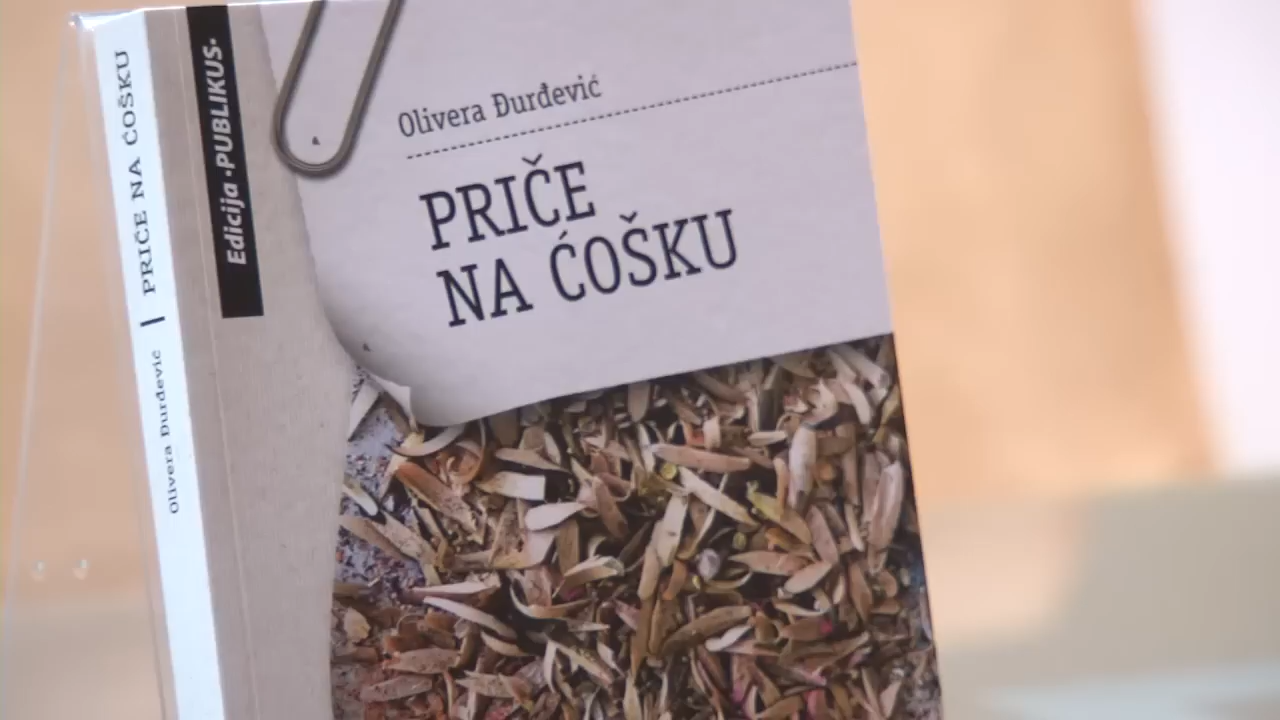 PRIČE NA ĆOŠKU | Olivera Đurđević
Edicija ·PUBLIKUS·
Olivera Đurđević
PRIČE
NA ĆOŠKU